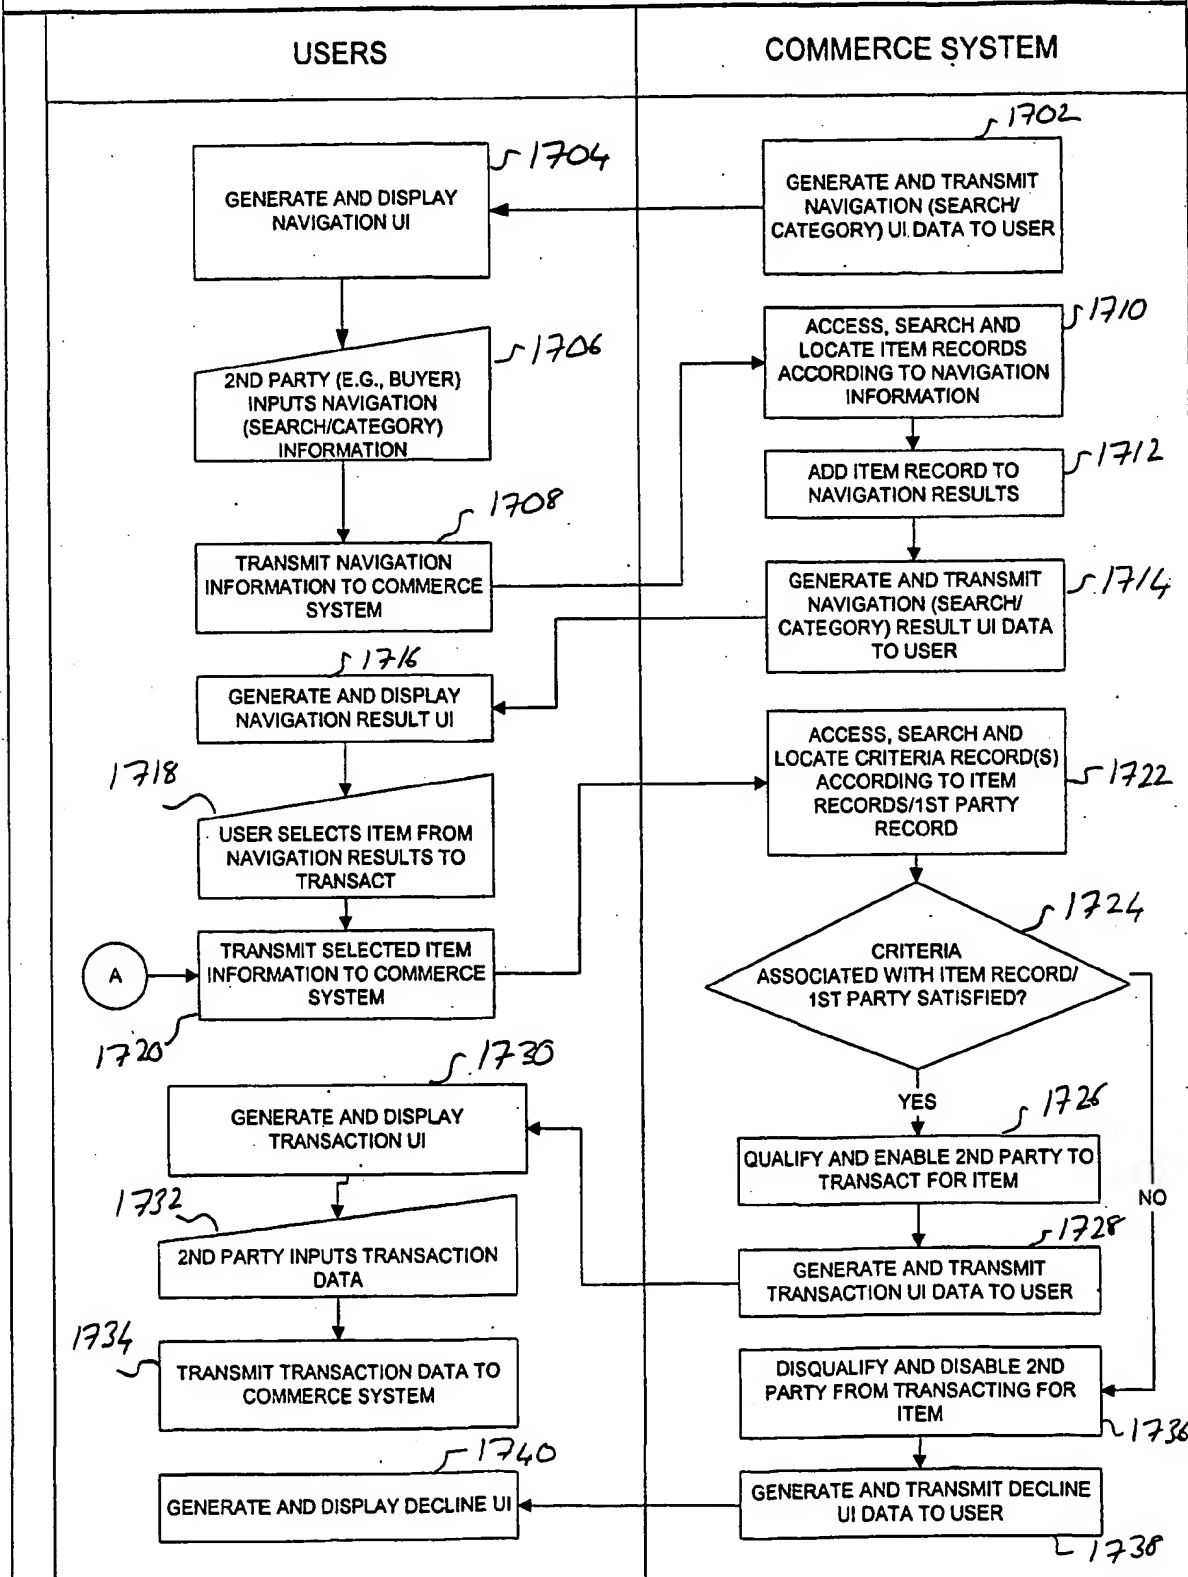 USERS
COMMERCE SYSTEM
1702
GENERATE AND TRANSMIT
NAVIGATION (SEARCH/
CATEGORY) UI DATA TO USER
1704
GENERATE AND DISPLAY
NAVIGATION UI
1706
2ND PARTY (E.G., BUYER)
INPUTS NAVIGATION
(SEARCH/CATEGORY)
INFORMATION
1708
TRANSMIT NAVIGATION
INFORMATION TO COMMERCE
SYSTEM
1710
ACCESS, SEARCH AND
LOCATE ITEM RECORDS
ACCORDING TO NAVIGATION
INFORMATION
1712
ADD ITEM RECORD TO
NAVIGATION RESULTS
1714
GENERATE AND TRANSMIT
NAVIGATION (SEARCH/
CATEGORY) RESULT UI DATA
TO USER
1716
GENERATE AND DISPLAY
NAVIGATION RESULT UI
1718
USER SELECTS ITEM FROM
NAVIGATION RESULTS TO
TRANSACT
A
TRANSMIT SELECTED ITEM
INFORMATION TO COMMERCE
SYSTEM
1720
ACCESS, SEARCH AND
LOCATE CRITERIA RECORD(S)
ACCORDING TO ITEM
RECORDS/1ST PARTY
RECORD
1722
1724
CRITERIA
ASSOCIATED WITH ITEM RECORD/
1ST PARTY SATISFIED?
YES
NO
1726
QUALIFY AND ENABLE 2ND PARTY TO
TRANSACT FOR ITEM
1728
GENERATE AND TRANSMIT
TRANSACTION UI DATA TO USER
1730
GENERATE AND DISPLAY
TRANSACTION UI
1732
2ND PARTY INPUTS TRANSACTION
DATA
1734
TRANSMIT TRANSACTION DATA TO
COMMERCE SYSTEM
DISQUALIFY AND DISABLE 2ND
PARTY FROM TRANSACTING FOR
ITEM
1736
GENERATE AND TRANSMIT DECLINE
UI DATA TO USER
1738
1740
GENERATE AND DISPLAY DECLINE UI